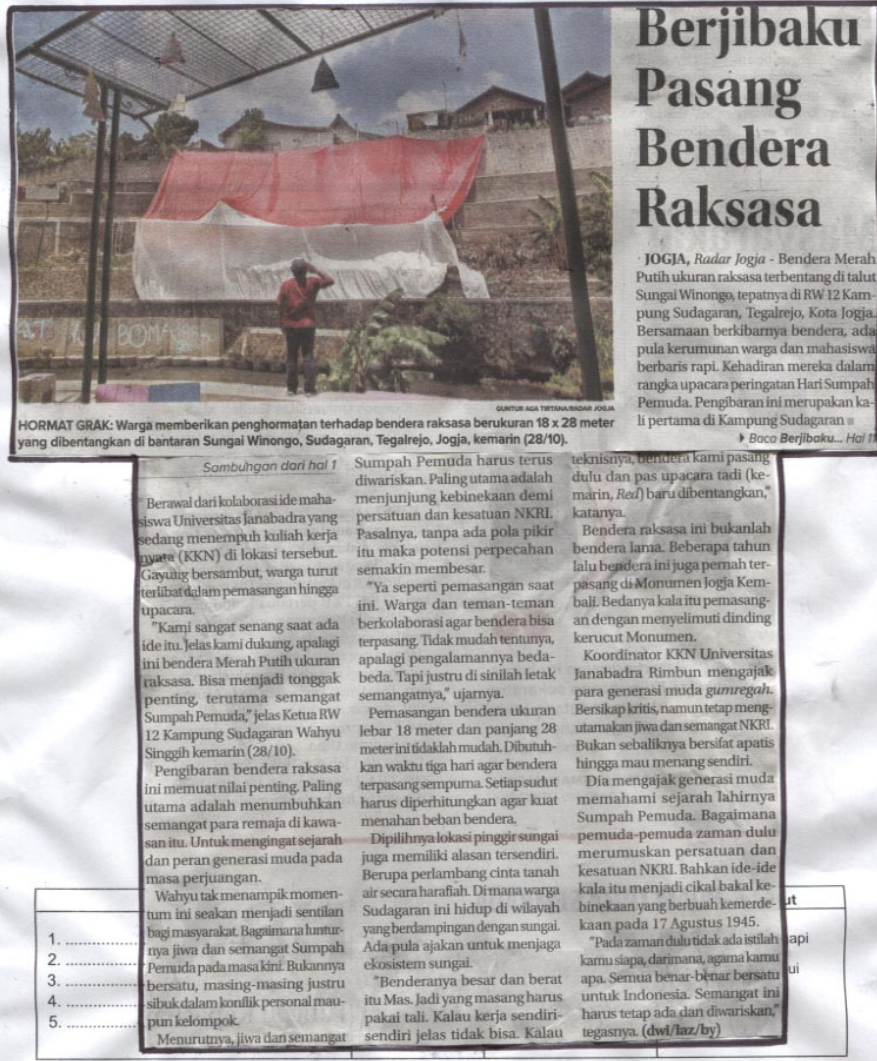 Berjibaku
Pasang
Bendera
Raksasa
GUNTUR AGA TIRTANA/RADAR JOGJA
HORMAT GRAK: Warga memberikan penghormatan terhadap bendera raksasa berukuran 18 x 28 meter
yang dibentangkan di bantaran Sungai Winongo, Sudagaran, Tegalrejo, Jogja, kemarin (28/10).
JOGJA, Radar Jogja - Bendera Merah
Putih ukuran raksasa terbentang di talut
Sungai Winongo, tepatnya di RW 12 Kam-
pung Sudagaran, Tegalrejo, Kota Jogja.
Bersamaan berkibarnya bendera, ada
pula kerumunan warga dan mahasiswa
berbaris rapi. Kehadiran mereka dalam
rangka upacara peringatan Hari Sumpah
Pemuda. Pengibaran ini merupakan ka-
li pertama di Kampung Sudagaran
Baca Berjibaku... Hal 11
Sambungan dari hal 1
Berawal dari kolaborasi ide maha-
siswa Universitas Janabadra yang
sedang menempuh kuliah kerja
nyata (KKN) di lokasi tersebut.
Gayung bersambut, warga turut
terlibat dalam pemasangan hingga
upacara.
"Kami sangat senang saat ada
ide itu. Jelas kami dukung, apalagi
ini bendera Merah Putih ukuran
raksasa. Bisa menjadi tonggak
penting, terutama semangat
Sumpah Pemuda," jelas Ketua RW
12 Kampung Sudagaran Wahyu
Singgih kemarin (28/10).
Pengibaran bendera raksasa
ini memuat nilai penting. Paling
utama adalah menumbuhkan
semangat para remaja di kawa-
san itu. Untuk mengingat sejarah
dan peran generasi muda pada
masa perjuangan.
Wahyu tak menampik momen-
tum ini seakan menjadi sentilan
bagi masyarakat. Bagaimana luntur-
nya jiwa dan semangat Sumpah
Pemuda pada masa kini. Bukannya
bersatu, masing-masing justru
sibuk dalam konflik personal mau-
pun kelompok.
Menurutnya, jiwa dan semangat
Sumpah Pemuda harus terus
diwariskan. Paling utama adalah
menjunjung kebinekaan demi
persatuan dan kesatuan NKRI.
Pasalnya, tanpa ada pola pikir
itu maka potensi perpecahan
semakin membesar.
"Ya seperti pemasangan saat
ini. Warga dan teman-teman
berkolaborasi agar bendera bisa
terpasang. Tidak mudah tentunya,
apalagi pengalamannya beda-
beda. Tapi justru di sinilah letak
semangatnya," ujarnya.
Pemasangan bendera ukuran
lebar 18 meter dan panjang 28
meter ini tidaklah mudah. Dibutuh-
kan waktu tiga hari agar bendera
terpasang sempurna. Setiap sudut
harus diperhitungkan agar kuat
menahan beban bendera.
Dipilihnya lokasi pinggir sungai
juga memiliki alasan tersendiri.
Berupa perlambang cinta tanah
air secara harafiah. Di mana warga
Sudagaran ini hidup di wilayah
yang berdampingan dengan sungai.
Ada pula ajakan untuk menjaga
ekosistem sungai.
"Benderanya besar dan berat
itu Mas. Jadi yang masang harus
pakai tali. Kalau kerja sendiri-
sendiri jelas tidak bisa. Kalau
teknisnya, bendera kami pasang
dulu dan pas upacara tadi (ke-
marin, Red) baru dibentangkan,"
katanya.
Bendera raksasa ini bukanlah
bendera lama. Beberapa tahun
lalu bendera ini juga pernah ter-
pasang di Monumen Jogja Kem-
bali. Bedanya kala itu pemasang-
an dengan menyelimuti dinding
kerucut Monumen.
Koordinator KKN Universitas
Janabadra Rimbun mengajak
para generasi muda gumregah.
Bersikap kritis, namun tetap meng-
utamakan jiwa dan semangat NKRI.
Bukan sebaliknya bersifat apatis
hingga mau menang sendiri.
Dia mengajak generasi muda
memahami sejarah lahirnya
Sumpah Pemuda. Bagaimana
pemuda-pemuda zaman dulu
merumuskan persatuan dan
kesatuan NKRI. Bahkan ide-ide
kala itu menjadi cikal bakal ke-
binekaan yang berbuah kemerde-
kaan pada 17 Agustus 1945.
"Pada zaman dulu tidak ada istilah
kamu siapa, darimana, agama kamu
apa. Semua benar-benar bersatu
untuk Indonesia. Semangat ini
harus tetap ada dan diwariskan,"
tegasnya. (dwi/laz/by)
1. ................
2. ................
3. ................
4. ................
5. ................
ut
api
ui